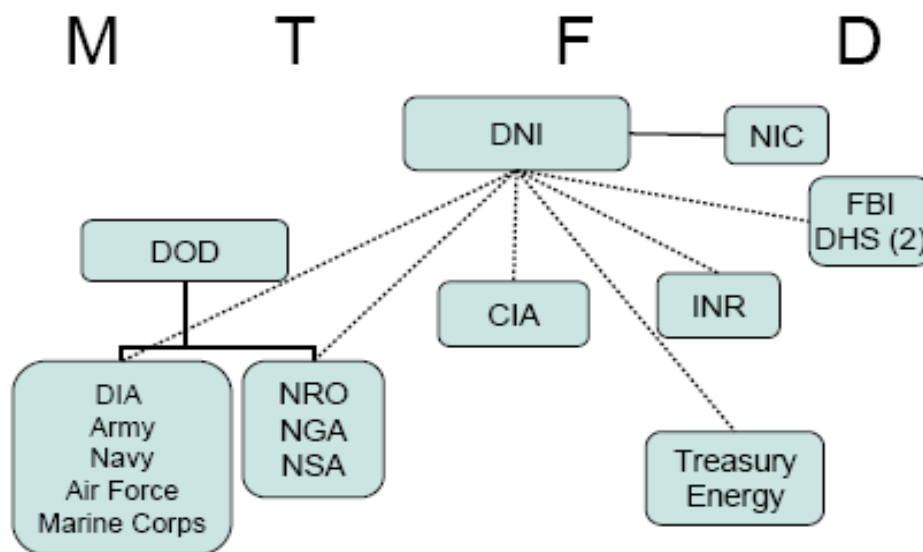 M T F D
DNI
NIC
FBI
DHS (2)
DOD
CIA
INR
DIA
Army
Navy
Air Force
Marine Corps
NRO
NGA
NSA
Treasury
Energy